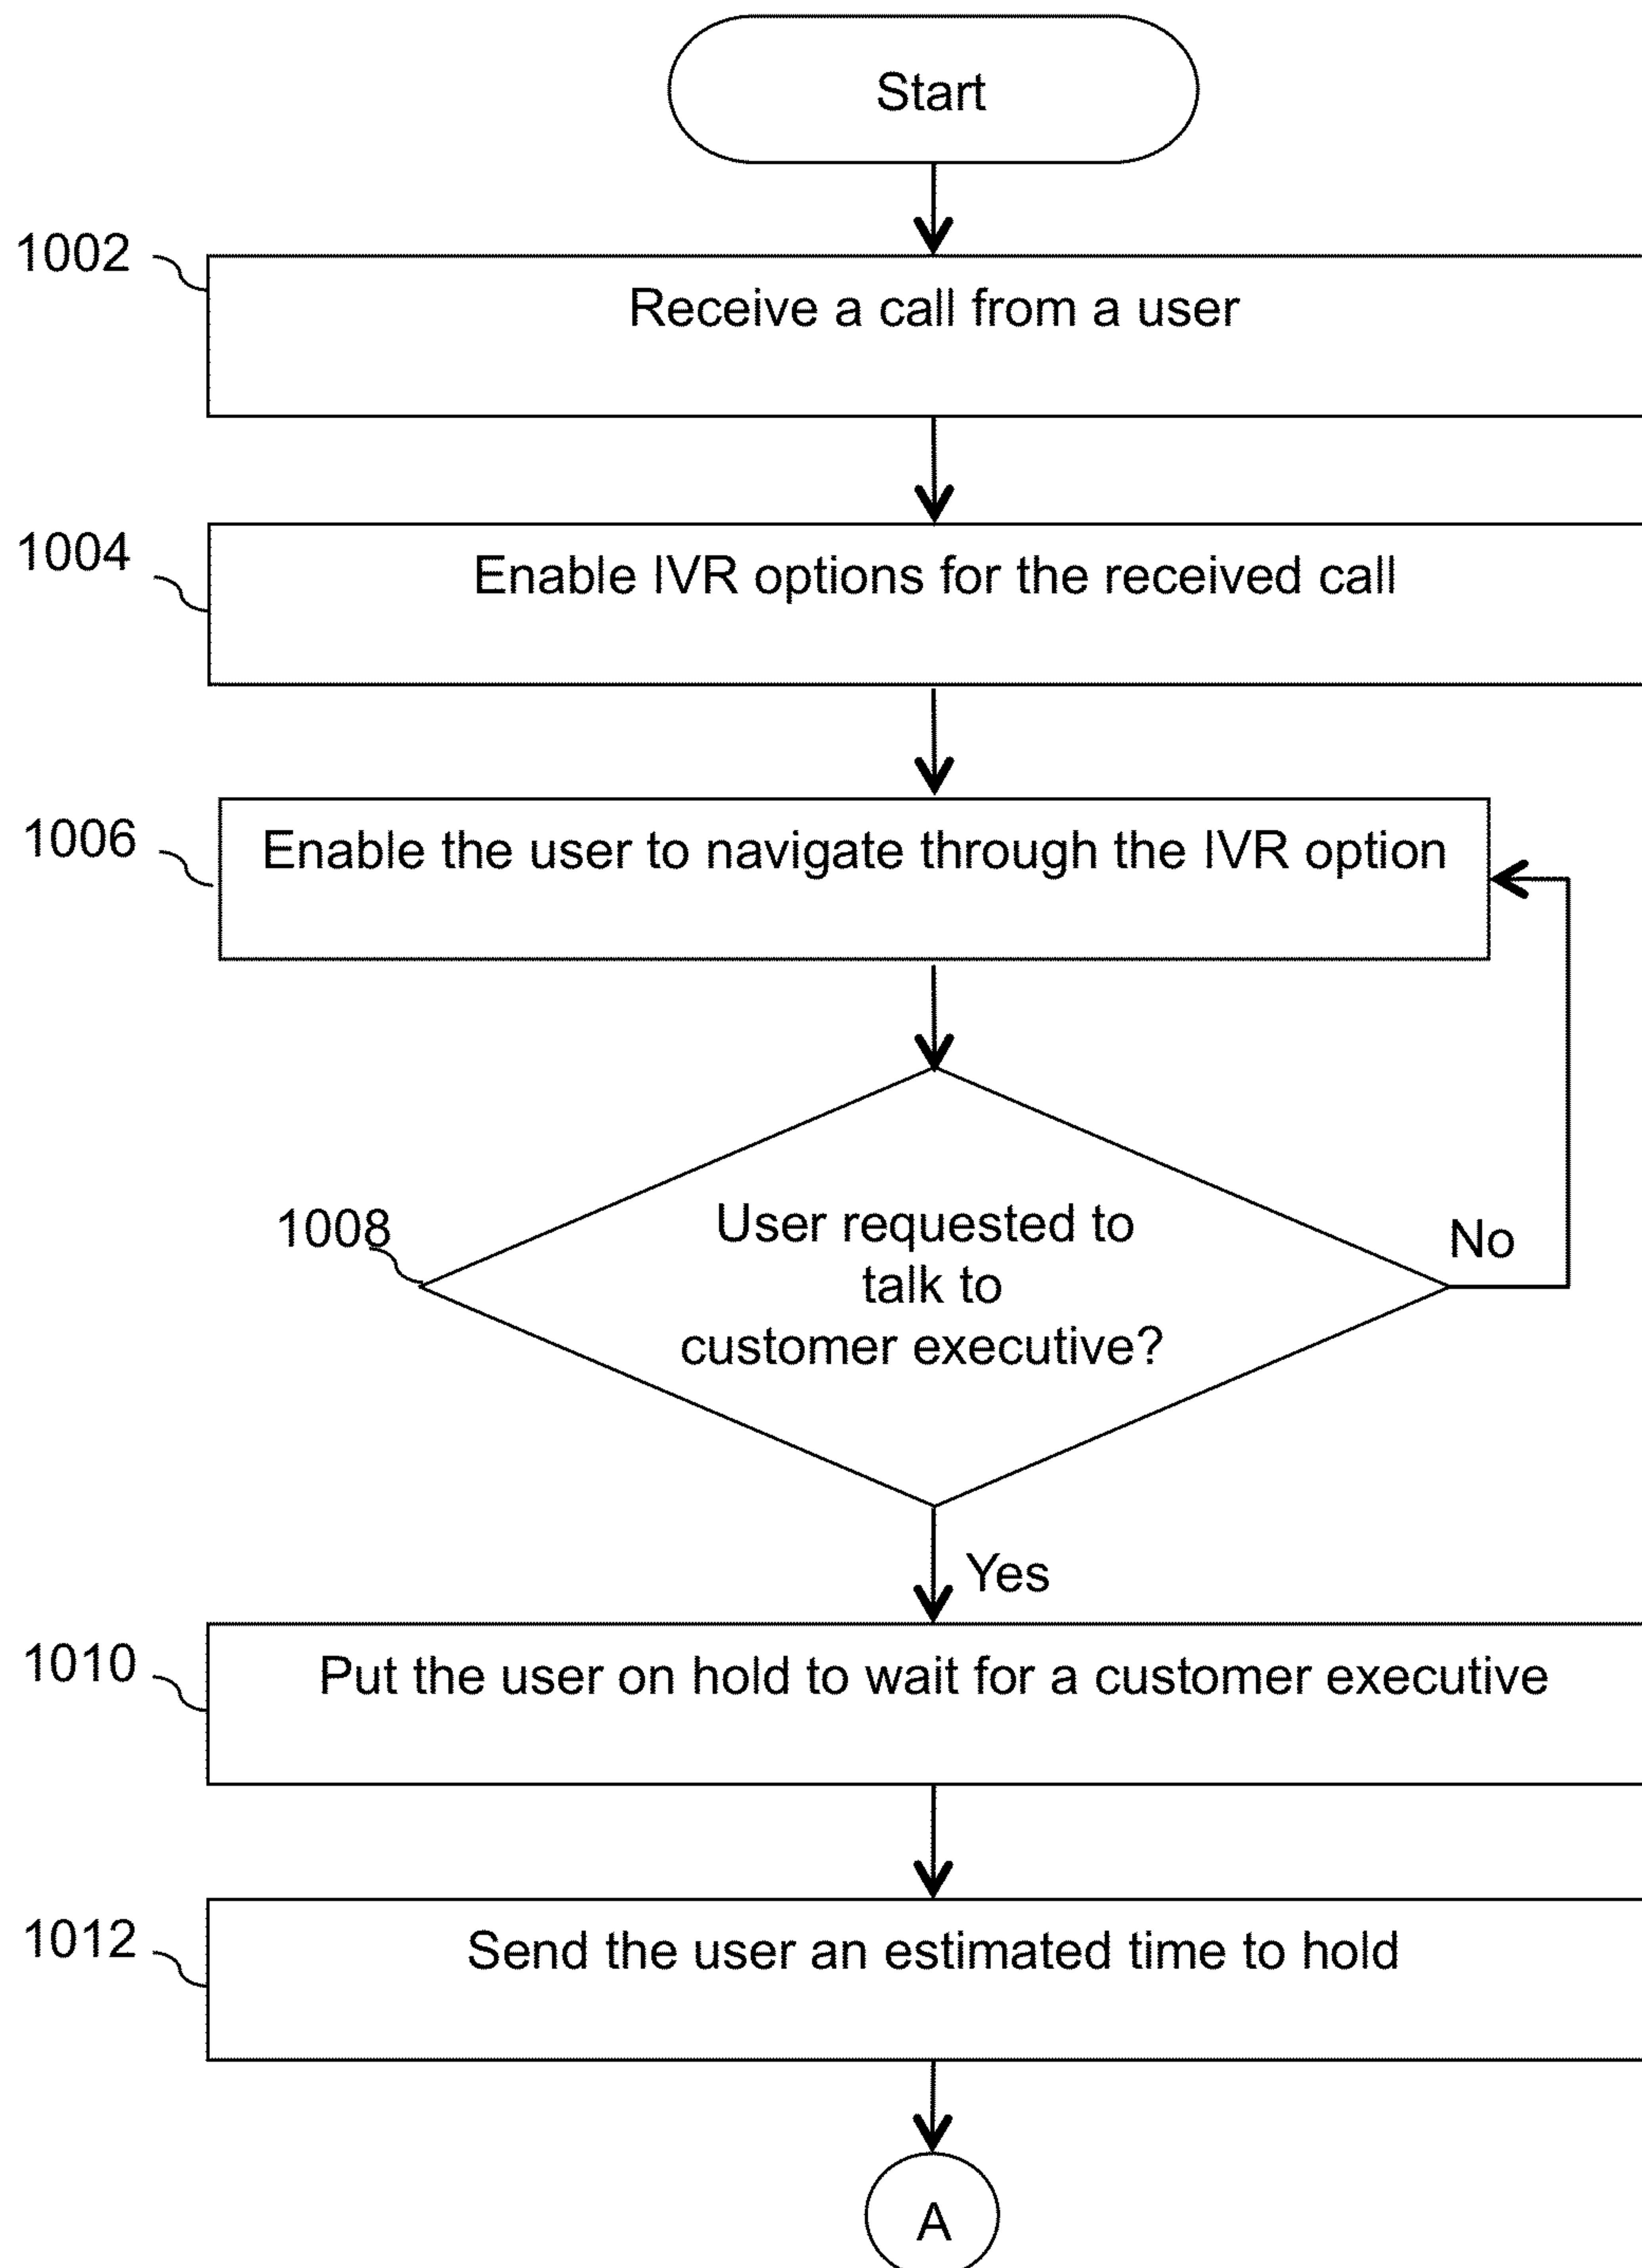 Start
1002
Receive a call from a user
1004
Enable IVR options for the received call
1006
Enable the user to navigate through the IVR option
1008
User requested to
talk to
customer executive?
No
Yes
1010
Put the user on hold to wait for a customer executive
1012
Send the user an estimated time to hold
A